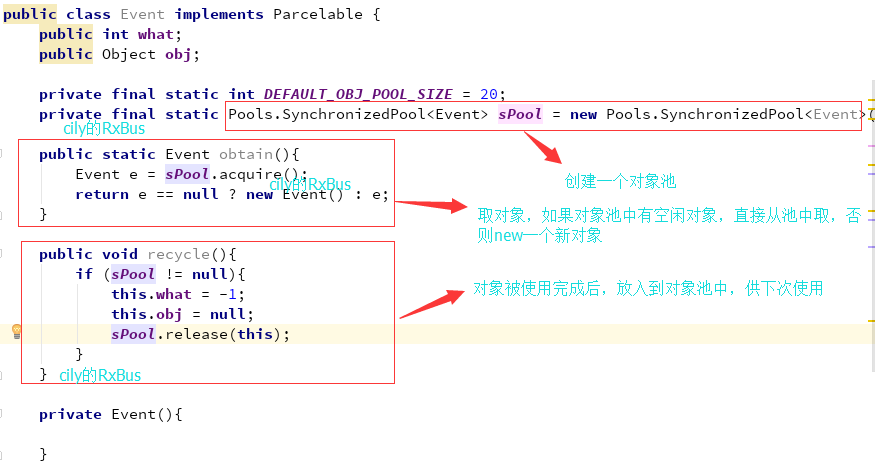 public class Event implements Parcelable {
public int what;
public Object obj;
private final static int DEFAULT_OBJ_POOL_SIZE = 20;
private final static Pools.SynchronizedPool<Event> sPool = new Pools.SynchronizedPool<Event>(
cily的RxBus
创建一个对象池
public static Event obtain(){
Event e = sPool.acquire();
cily的RxBus
return e == null ? new Event() : e;
}
取对象，如果对象池中有空闲对象，直接从池中取，否
则new一个新对象
public void recycle(){
if (sPool != null){
this.what = -1;
this.obj = null;
sPool.release(this);
}
}
对象被使用完成后，放入到对象池中，供下次使用
cily的RxBus
private Event(){
}